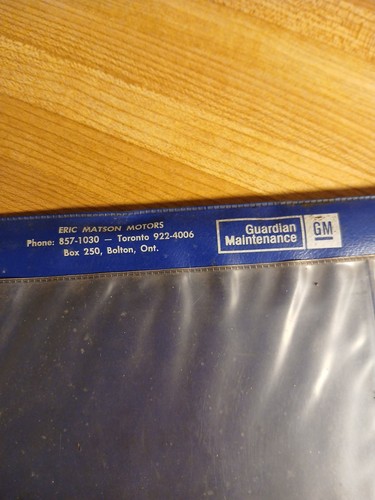 ERIC MATSON MOTORS
Phone: 857-1030 — Toronto 922-4006
Box 250, Bolton, Ont.
Guardian
Maintenance
GM